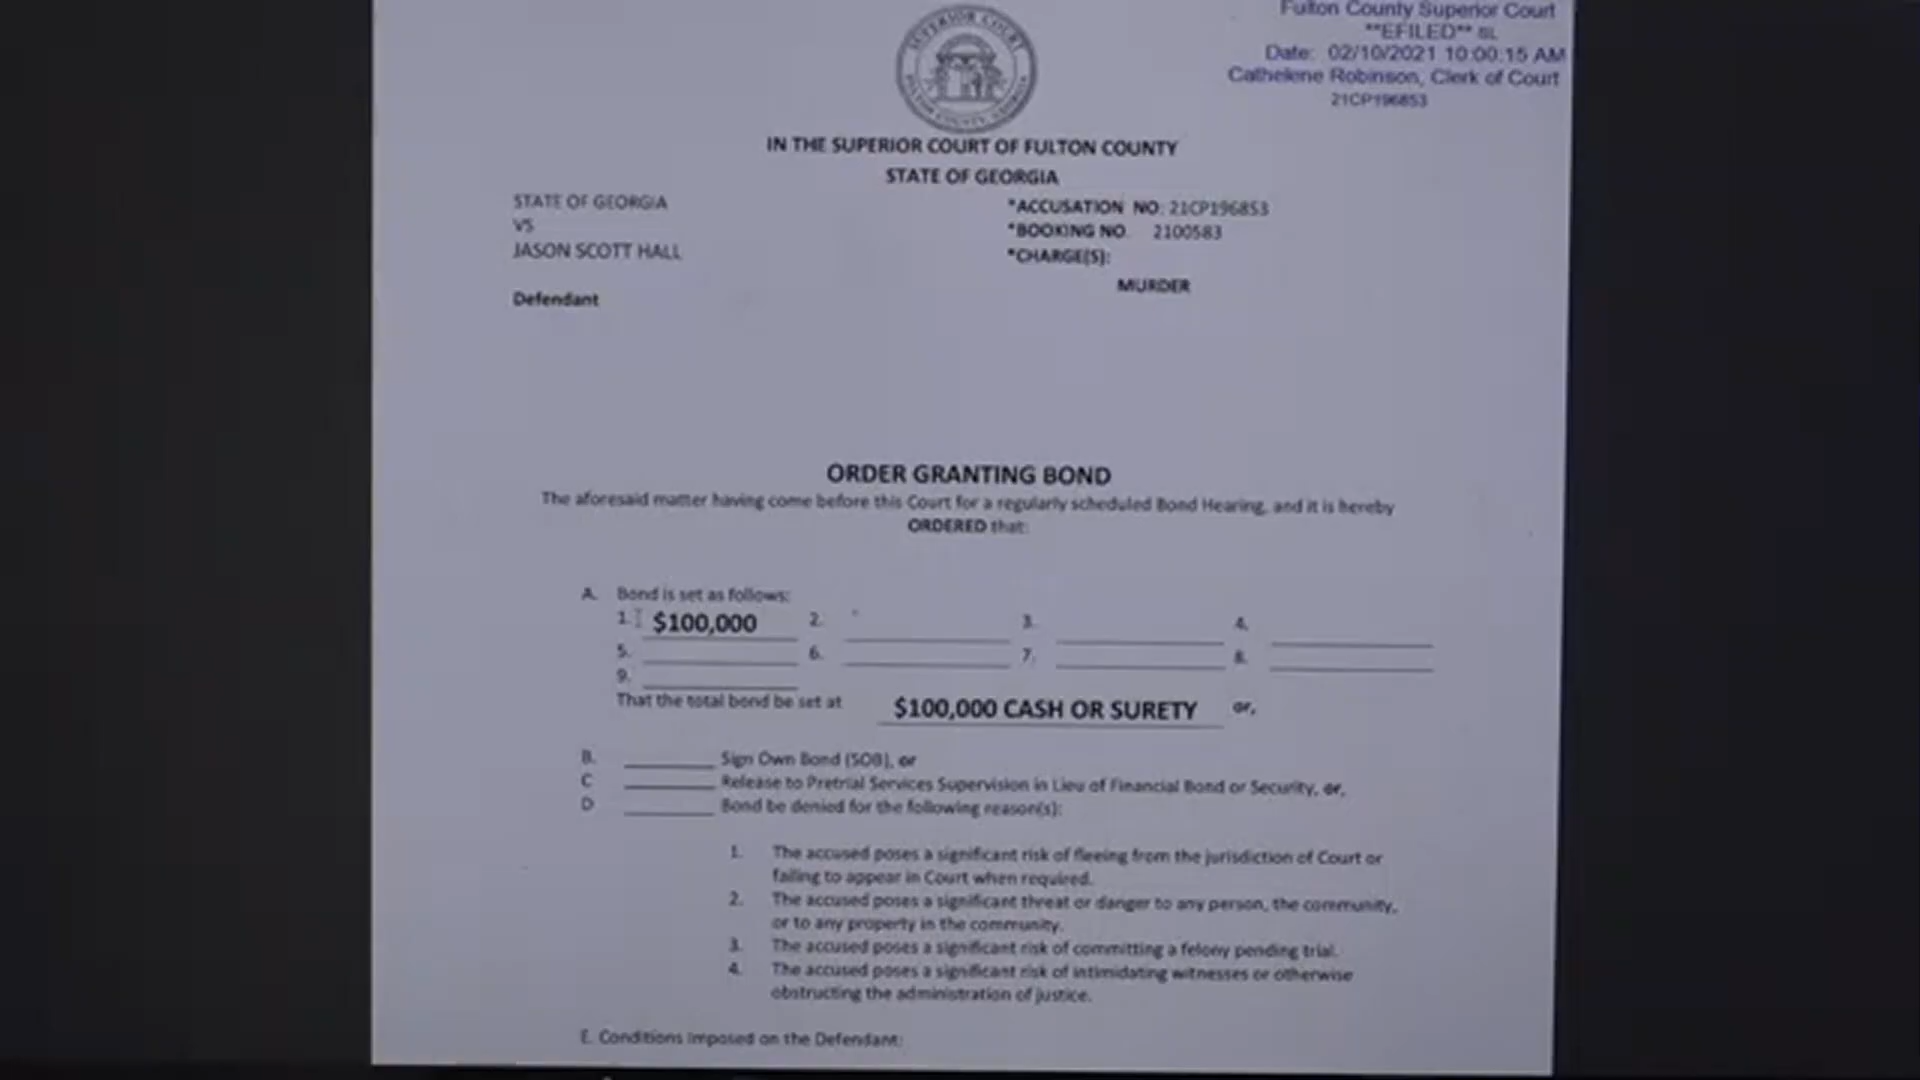 Fulton County Superior Court
**EFILED** BL
Date: 02/10/2021 10:00:15 AM
Cathelene Robinson, Clerk of Court
21CP196853
SUPERIOR COURT
FULTON COUNTY, GEORGIA
IN THE SUPERIOR COURT OF FULTON COUNTY
STATE OF GEORGIA
STATE OF GEORGIA
VS
JASON SCOTT HALL
Defendant
*ACCUSATION NO: 21CP196853
*BOOKING NO. 2100583
*CHARGE(S):
MURDER
ORDER GRANTING BOND
The aforesaid matter having come before this Court for a regularly scheduled Bond Hearing, and it is hereby
ORDERED that:
A. Bond is set as follows:
1. $100,000 2. 3. 4.
5. 6. 7. 8.
9.
That the total bond be set at $100,000 CASH OR SURETY or,
B. Sign Own Bond (SOB), or
C Release to Pretrial Services Supervision in Lieu of Financial Bond or Security, or,
D Bond be denied for the following reason(s):
1. The accused poses a significant risk of fleeing from the jurisdiction of Court or
failing to appear in Court when required.
2. The accused poses a significant threat or danger to any person, the community,
or to any property in the community.
3. The accused poses a significant risk of committing a felony pending trial.
4. The accused poses a significant risk of intimidating witnesses or otherwise
obstructing the administration of justice.
E. Conditions Imposed on the Defendant: